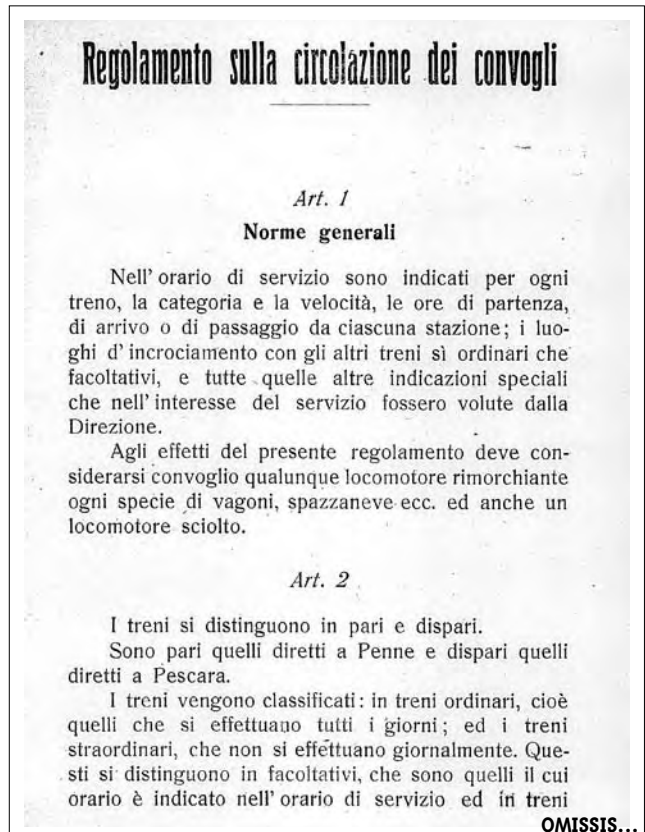 Regolamento sulla circolazione dei convogli
Art. 1
Norme generali
Nell' orario di servizio sono indicati per ogni
treno, la categoria e la velocità, le ore di partenza,
di arrivo o di passaggio da ciascuna stazione; i luo-
ghi d' incrociamento con gli altri treni sì ordinari che
facoltativi, e tutte quelle altre indicazioni speciali
che nell' interesse del servizio fossero volute dalla
Direzione.
Agli effetti del presente regolamento deve con-
siderarsi convoglio qualunque locomotore rimorchiante
ogni specie di vagoni, spazzaneve ecc. ed anche un
locomotore sciolto.
Art. 2
I treni si distinguono in pari e dispari.
Sono pari quelli diretti a Penne e dispari quelli
diretti a Pescara.
I treni vengono classificati: in treni ordinari, cioè
quelli che si effettuano tutti i giorni; ed i treni
straordinari, che non si effettuano giornalmente. Que-
sti si distinguono in facoltativi, che sono quelli il cui
orario è indicato nell' orario di servizio ed in treni
OMISSIS...